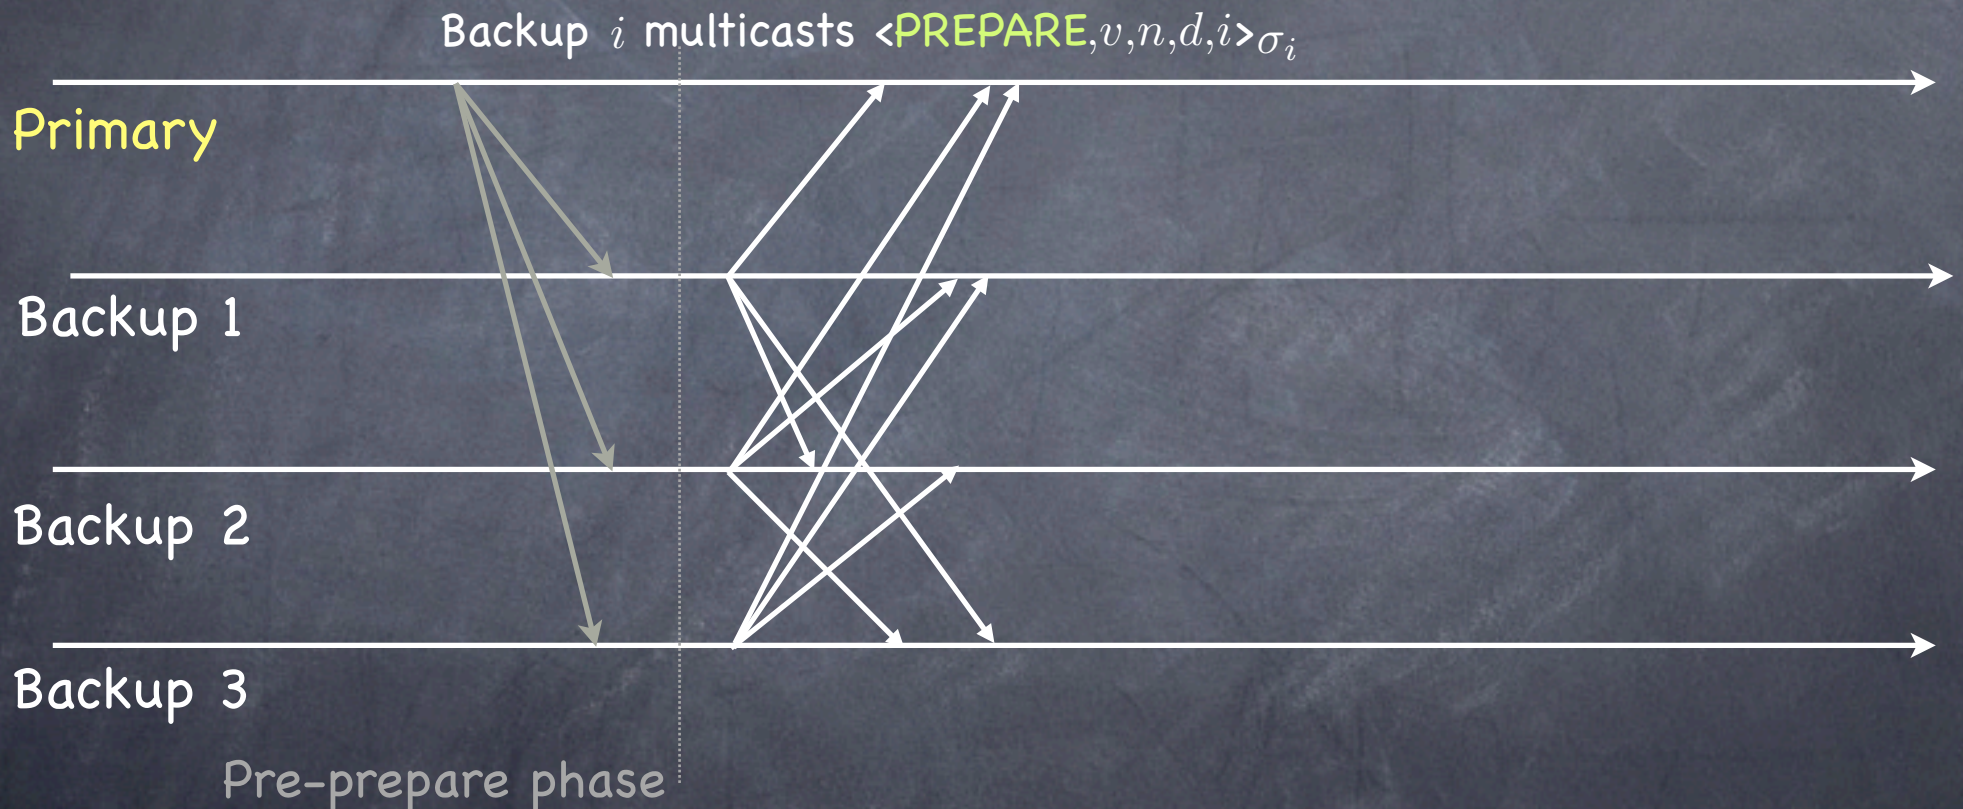 Backup i multicasts <PREPARE,v,n,d,i>σi
Primary
Backup 1
Backup 2
Backup 3
Pre-prepare phase